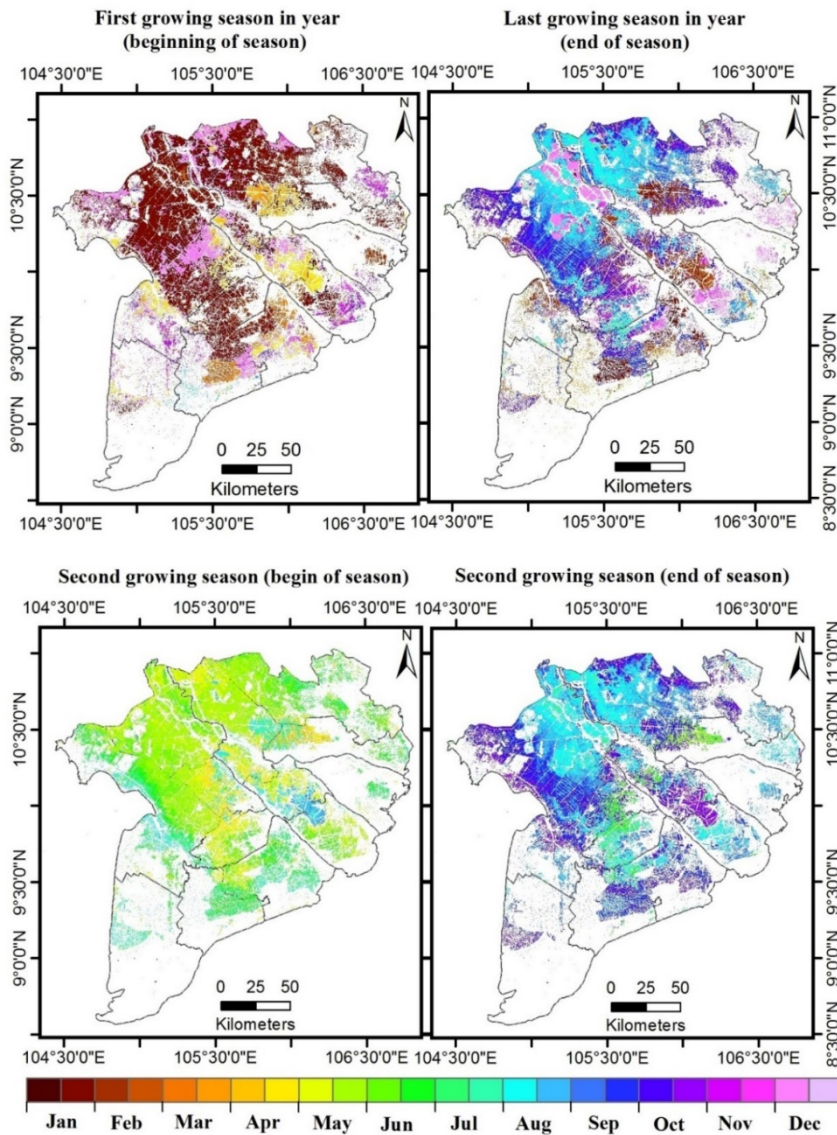 First growing season in year
(beginning of season)
Last growing season in year
(end of season)
104°30'0"E 105°30'0"E 106°30'0"E
104°30'0"E 105°30'0"E 106°30'0"E
N
N
10°30'0"N
9°30'0"N
9°0'0"N
11°0'0"N
10°30'0"N
9°30'0"N
9°0'0"N
8°30'0"N
0 25 50
Kilometers
0 25 50
Kilometers
104°30'0"E 105°30'0"E 106°30'0"E
105°30'0"E 106°30'0"E
Second growing season (begin of season)
Second growing season (end of season)
104°30'0"E 105°30'0"E 106°30'0"E
104°30'0"E 105°30'0"E 106°30'0"E
N
N
10°30'0"N
9°30'0"N
9°0'0"N
11°0'0"N
10°30'0"N
9°30'0"N
9°0'0"N
8°30'0"N
0 25 50
Kilometers
0 25 50
Kilometers
104°30'0"E 105°30'0"E 106°30'0"E
105°30'0"E 106°30'0"E
Jan Feb Mar Apr May Jun Jul Aug Sep Oct Nov Dec